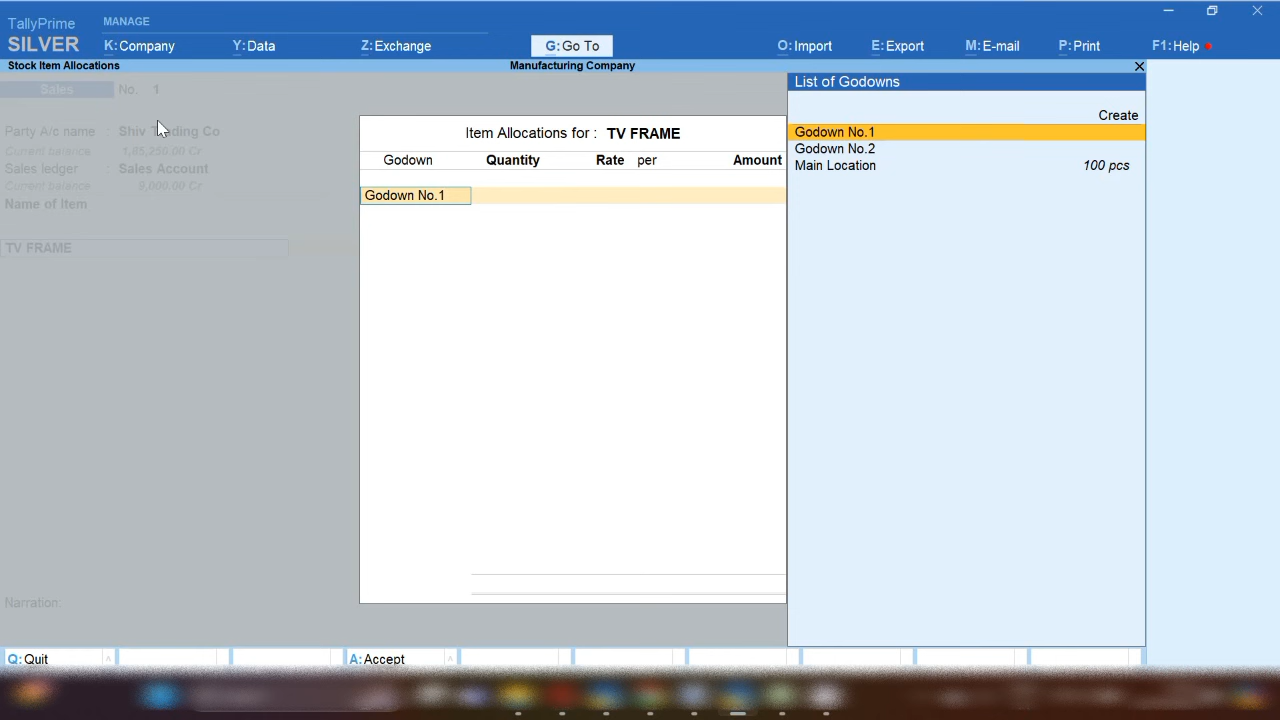 TallyPrime
MANAGE
SILVER
K:Company
Y:Data
Z:Exchange
G:Go To
O:Import
E:Export
M:E-mail
P:Print
F1:Help
Stock Item Allocations
Manufacturing Company
Sales No. 1
Party A/c name : Shiv Trading Co
Current balance : 1,85,250.00 Cr
Sales ledger : Sales Account
Current balance : 9,000.00 Cr
Name of Item
TV FRAME
Narration:
Item Allocations for : TV FRAME
Godown Quantity Rate per Amount
Godown No.1
List of Godowns
Create
Godown No.1
Godown No.2
Main Location 100 pcs
Q:Quit
A:Accept